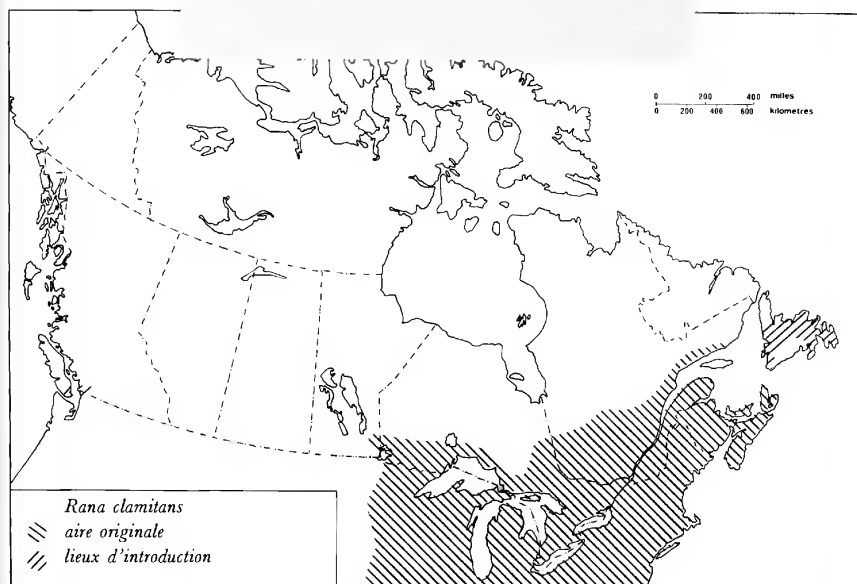 0 200 400 milles
0 200 400 600 kilometres
Rana clamitans
aire originale
lieux d'introduction